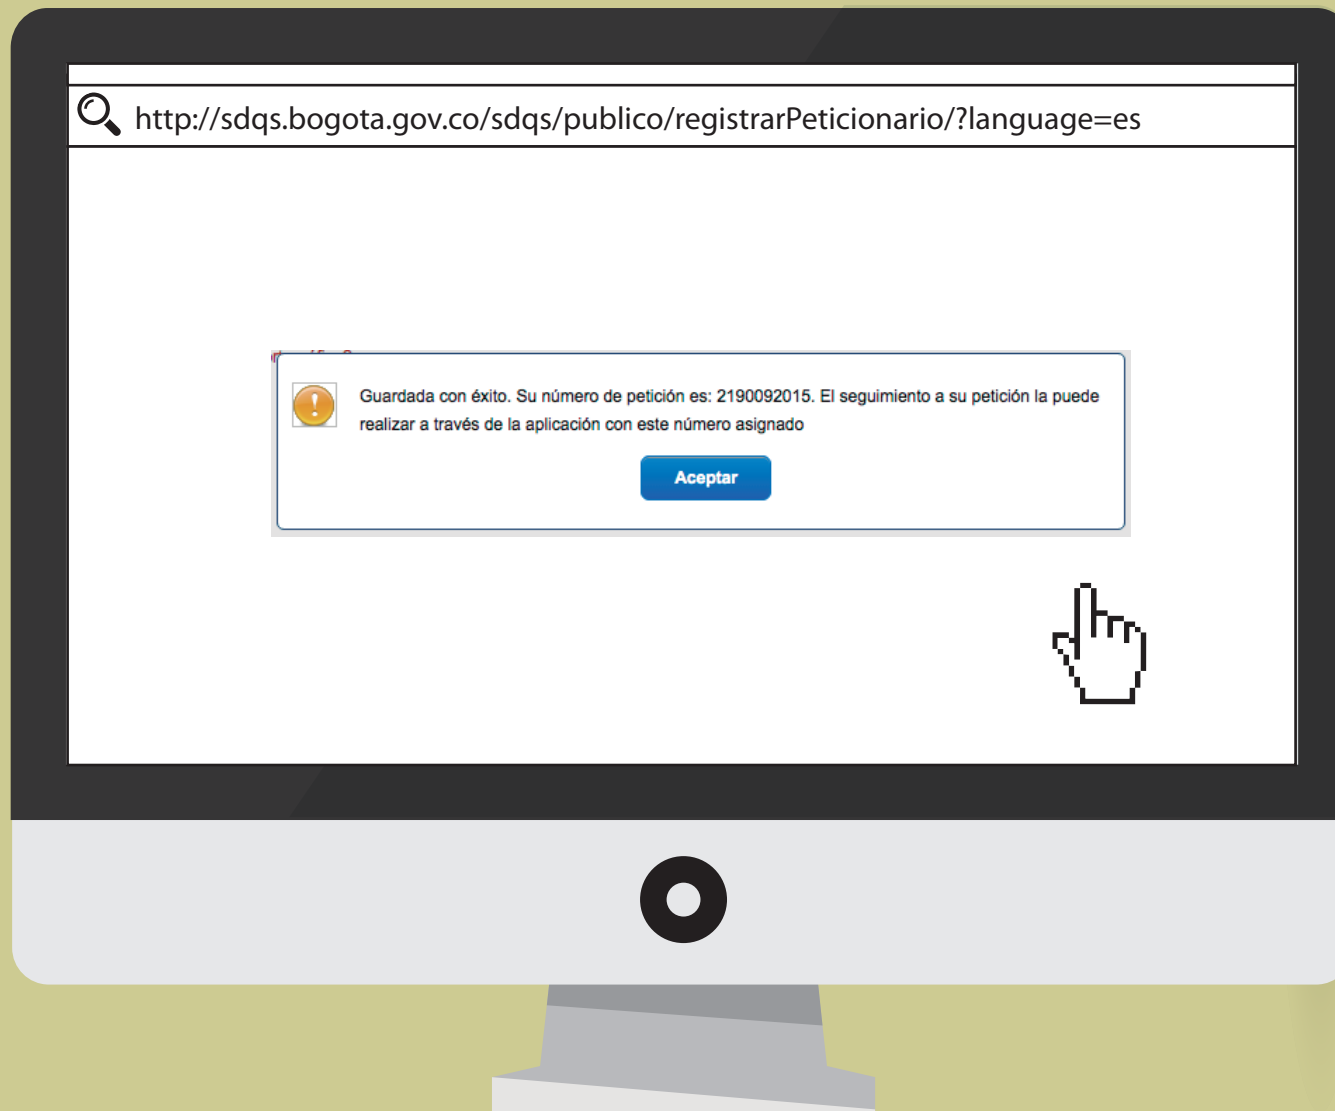 http://sdqs.bogota.gov.co/sdqs/publico/registrarPeticionario/?language=es
Guardada con éxito. Su número de petición es: 2190092015. El seguimiento a su petición la puede
realizar a través de la aplicación con este número asignado
Aceptar